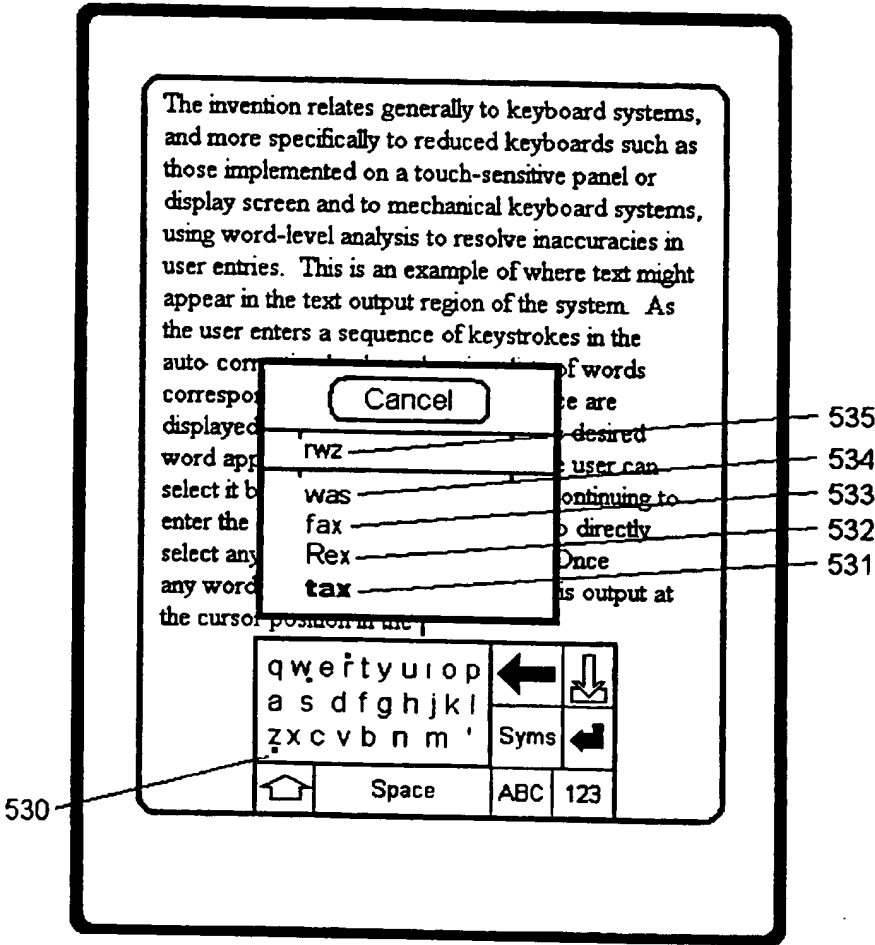 The invention relates generally to keyboard systems,
and more specifically to reduced keyboards such as
those implemented on a touch-sensitive panel or
display screen and to mechanical keyboard systems,
using word-level analysis to resolve inaccuracies in
user entries. This is an example of where text might
appear in the text output region of the system. As
the user enters a sequence of keystrokes in the
auto of words
are
displayed desired
word user can
select it ontinuing to
enter the directly
select any Once
any word is output at
the cursor position in the
Cancel
rwz
was
fax
Rex
tax
535
534
533
532
531
q w e r t y u i o p
a s d f g h j k l
z x c v b n m '
Syms
Space
ABC
123
530